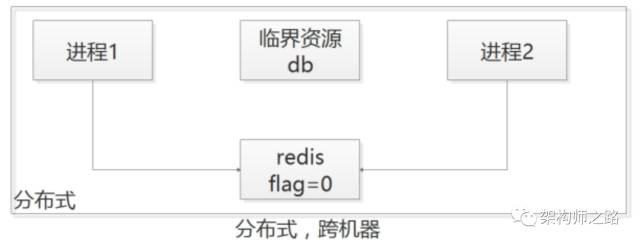 进程1
临界资源
db
进程2
redis
flag=0
分布式
分布式，跨机器
架构师之路